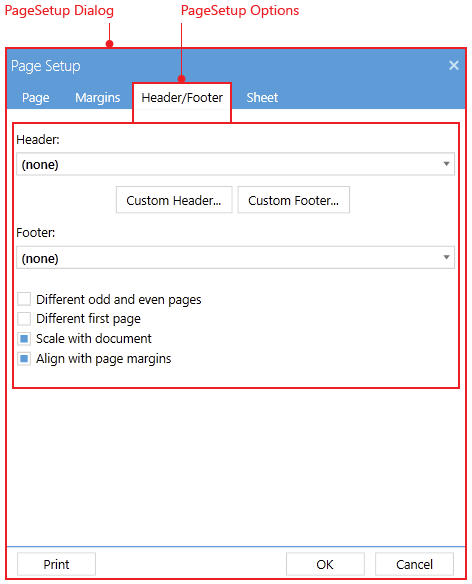 PageSetup Dialog PageSetup Options
Page Setup
Page Margins Header/Footer Sheet
Header:
(none)
Custom Header... Custom Footer...
Footer:
(none)
Different odd and even pages
Different first page
Scale with document
Align with page margins
Print OK Cancel